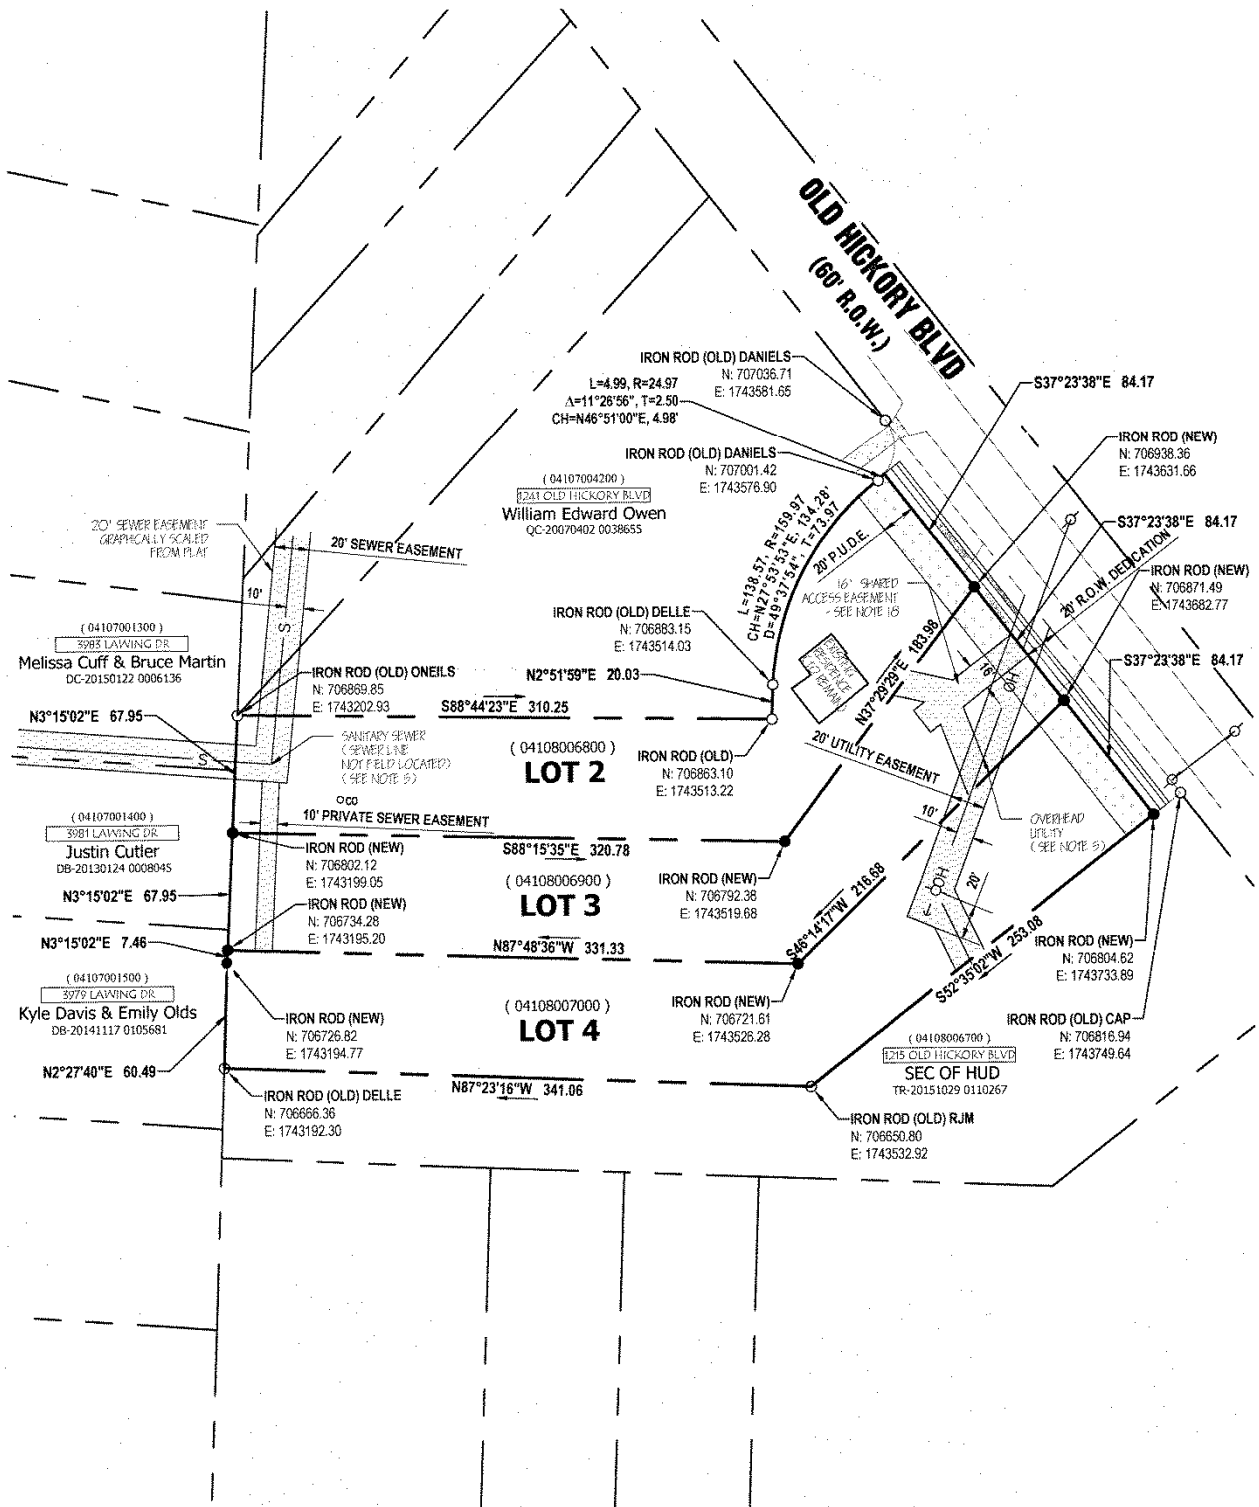 OLD HICKORY BLVD
(60' R.O.W.)
IRON ROD (OLD) DANIELS
N: 707036.71
E: 1743581.65
L=4.99, R=24.97
Δ=11°26'56", T=2.50
CH=N46°51'00"E, 4.98'
S37°23'38"E 84.17
IRON ROD (NEW)
N: 706938.36
E: 1743631.66
IRON ROD (OLD) DANIELS
N: 707001.42
E: 1743576.90
( 04107004200 )
1241 OLD HICKORY BLVD
William Edward Owen
QC-20070402 0038655
S37°23'38"E 84.17
20' SEWER EASEMENT
GRAPHICALLY SCALED
FROM PLAT
20' SEWER EASEMENT
L=138.57, R=159.97
CH=N27°53'53"E, 134.28'
D=49°37'54", T=73.97
20' P.U.D.E.
IRON ROD (NEW)
N: 706871.49
E:1743682.77
20' R.O.W. DEDICATION
10'
16' SHARED
ACCESS EASEMENT
- SEE NOTE 18
S
IRON ROD (OLD) DELLE
N: 706883.15
E: 1743514.03
( 04107001300 )
3983 LAWING DR
Melissa Cuff & Bruce Martin
DC-20150122 0006136
EXISTING
RESIDENCE
TO REMAIN
16'
OH
S37°23'38"E 84.17
IRON ROD (OLD) ONEILS
N: 706869.85
E: 1743202.93
N2°51'59"E 20.03
N37°29'29"E 183.98
N3°15'02"E 67.95
S88°44'23"E 310.25
SANITARY SEWER
(SEWER LINE
NOT FIELD LOCATED)
(SEE NOTE 5)
S
( 04108006800 )
LOT 2
IRON ROD (OLD)
N: 706863.10
E: 1743513.22
20' UTILITY EASEMENT
CO
10' PRIVATE SEWER EASEMENT
10'
OVERHEAD
UTILITY
(SEE NOTE 5)
( 04107001400 )
3981 LAWING DR
Justin Cutler
DB-20130124 0008045
S88°15'35"E 320.78
IRON ROD (NEW)
N: 706802.12
E: 1743199.05
( 04108006900 )
LOT 3
IRON ROD (NEW)
N: 706792.38
E: 1743519.68
S46°14'17"W 216.68
OH
20'
N3°15'02"E 67.95
IRON ROD (NEW)
N: 706734.28
E: 1743195.20
N3°15'02"E 7.46
N87°48'36"W 331.33
S52°35'02"W 253.08
IRON ROD (NEW)
N: 706804.62
E: 1743733.89
( 04107001500 )
3979 LAWING DR
Kyle Davis & Emily Olds
DB-20141117 0105681
IRON ROD (NEW)
N: 706726.82
E: 1743194.77
( 04108007000 )
LOT 4
IRON ROD (NEW)
N: 706721.61
E: 1743526.28
IRON ROD (OLD) CAP
N: 706816.94
E: 1743749.64
( 04108006700 )
1215 OLD HICKORY BLVD
SEC OF HUD
TR-20151029 0110267
N2°27'40"E 60.49
N87°23'16"W 341.06
IRON ROD (OLD) DELLE
N: 706666.36
E: 1743192.30
IRON ROD (OLD) RJM
N: 706650.80
E: 1743532.92